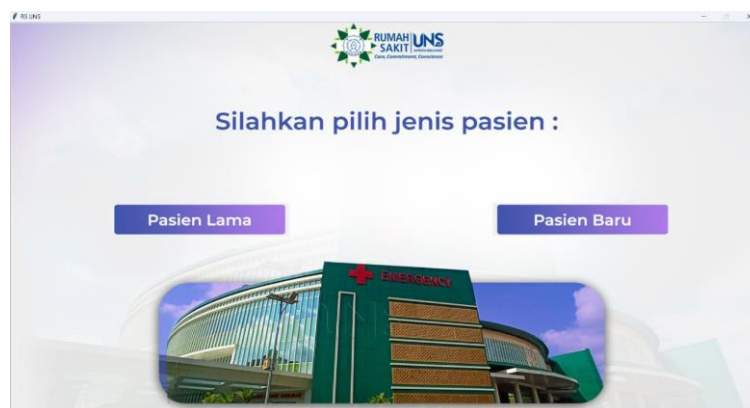 RS UNS
RUMAH SAKIT UNS
Care, Commitment, Conscience
Silahkan pilih jenis pasien :
Pasien Lama
Pasien Baru
EMERGENCY